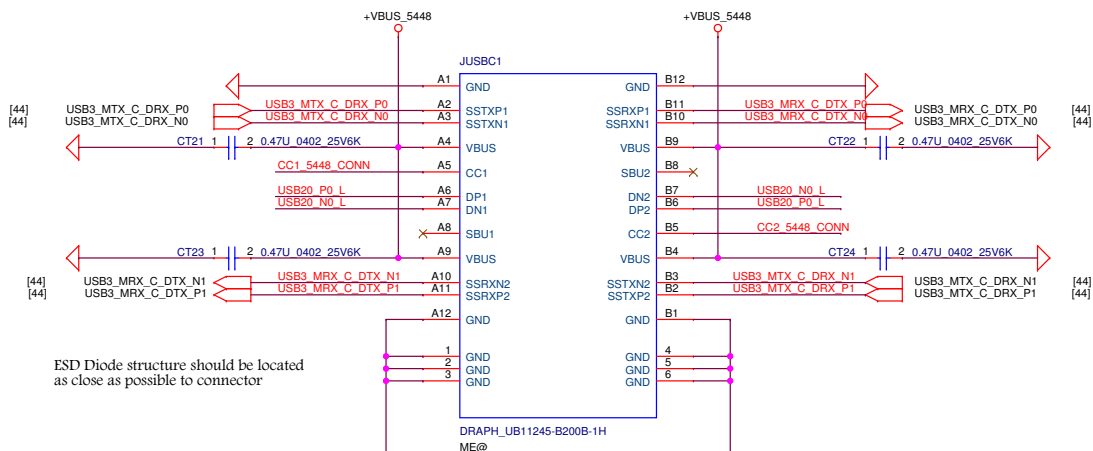 +VBUS_5448 +VBUS_5448
JUSBC1
A1 GND GND B12
[44] USB3_MTX_C_DRX_P0 USB3_MTX_C_DRX_P0 A2 SSTXP1 SSRXP1 B11 USB3_MRX_C_DTX_P0 USB3_MRX_C_DTX_P0 [44]
[44] USB3_MTX_C_DRX_N0 USB3_MTX_C_DRX_N0 A3 SSTXN1 SSRXN1 B10 USB3_MRX_C_DTX_N0 USB3_MRX_C_DTX_N0 [44]
CT21 1 2 0.47U_0402_25V6K A4 VBUS VBUS B9 CT22 1 2 0.47U_0402_25V6K
CC1_5448_CONN A5 CC1 SBU2 B8
USB20_P0_L A6 DP1 DN2 B7 USB20_N0_L
USB20_N0_L A7 DN1 DP2 B6 USB20_P0_L
A8 SBU1 CC2 B5 CC2_5448_CONN
CT23 1 2 0.47U_0402_25V6K A9 VBUS VBUS B4 CT24 1 2 0.47U_0402_25V6K
[44] USB3_MRX_C_DTX_N1 USB3_MRX_C_DTX_N1 A10 SSRXN2 SSTXN2 B3 USB3_MTX_C_DRX_N1 USB3_MTX_C_DRX_N1 [44]
[44] USB3_MRX_C_DTX_P1 USB3_MRX_C_DTX_P1 A11 SSRXP2 SSTXP2 B2 USB3_MTX_C_DRX_P1 USB3_MTX_C_DRX_P1 [44]
A12 GND GND B1
1 GND GND 4
2 GND GND 5
3 GND GND 6
ESD Diode structure should be located
as close as possible to connector
DRAPH_UB11245-B200B-1H
ME@